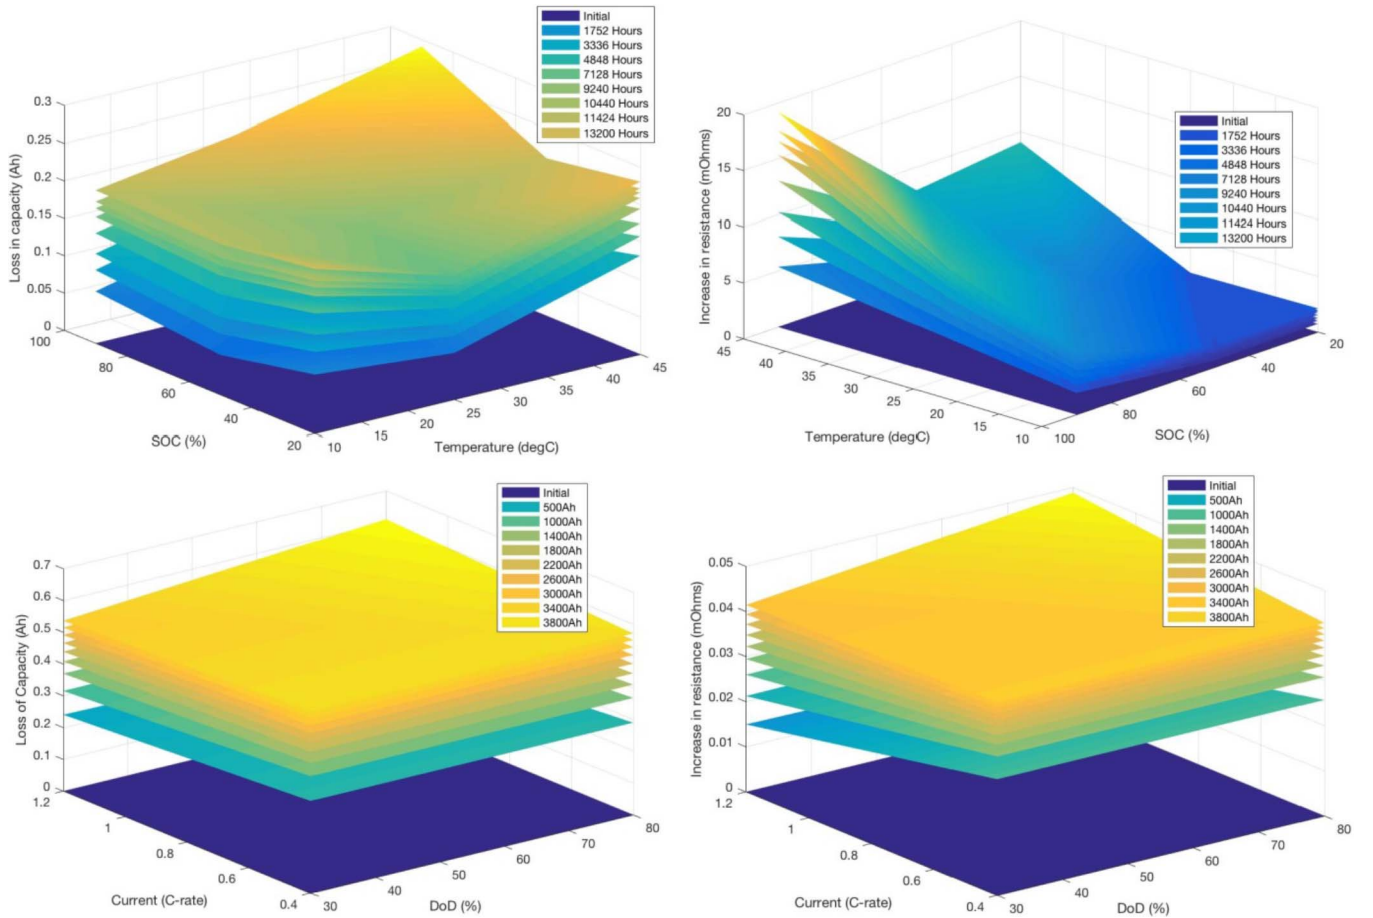 Initial
1752 Hours
3336 Hours
4848 Hours
7128 Hours
9240 Hours
10440 Hours
11424 Hours
13200 Hours
0.3
0.25
0.2
0.15
0.1
0.05
0
Loss in capacity (Ah)
100
80
60
40
20
SOC (%)
10
15
20
25
30
35
40
45
Temperature (degC)
Initial
1752 Hours
3336 Hours
4848 Hours
7128 Hours
9240 Hours
10440 Hours
11424 Hours
13200 Hours
20
15
10
5
0
Increase in resistance (mOhms)
45
40
35
30
25
20
15
10
Temperature (degC)
100
80
60
40
20
SOC (%)
Initial
500Ah
1000Ah
1400Ah
1800Ah
2200Ah
2600Ah
3000Ah
3400Ah
3800Ah
0.7
0.6
0.5
0.4
0.3
0.2
0.1
0
Loss of Capacity (Ah)
1.2
1
0.8
0.6
0.4
Current (C-rate)
30
40
50
60
70
80
DoD (%)
Initial
500Ah
1000Ah
1400Ah
1800Ah
2200Ah
2600Ah
3000Ah
3400Ah
3800Ah
0.05
0.04
0.03
0.02
0.01
0
Increase in resistance (mOhms)
1.2
1
0.8
0.6
0.4
Current (C-rate)
30
40
50
60
70
80
DoD (%)